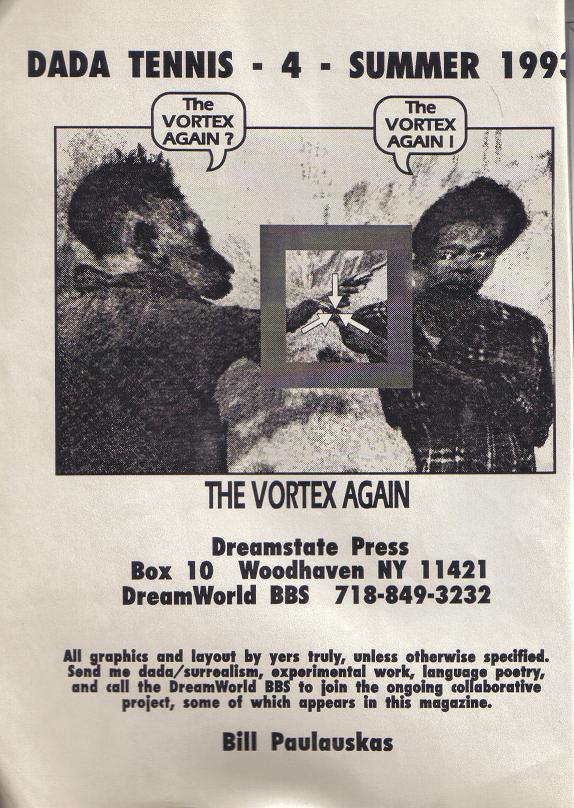 DADA TENNIS - 4 - SUMMER 1993
The
VORTEX
AGAIN ?
The
VORTEX
AGAIN !
THE VORTEX AGAIN
Dreamstate Press
Box 10 Woodhaven NY 11421
DreamWorld BBS 718-849-3232
All graphics and layout by yers truly, unless otherwise specified.
Send me dada/surrealism, experimental work, language poetry,
and call the DreamWorld BBS to join the ongoing collaborative
project, some of which appears in this magazine.
Bill Paulauskas